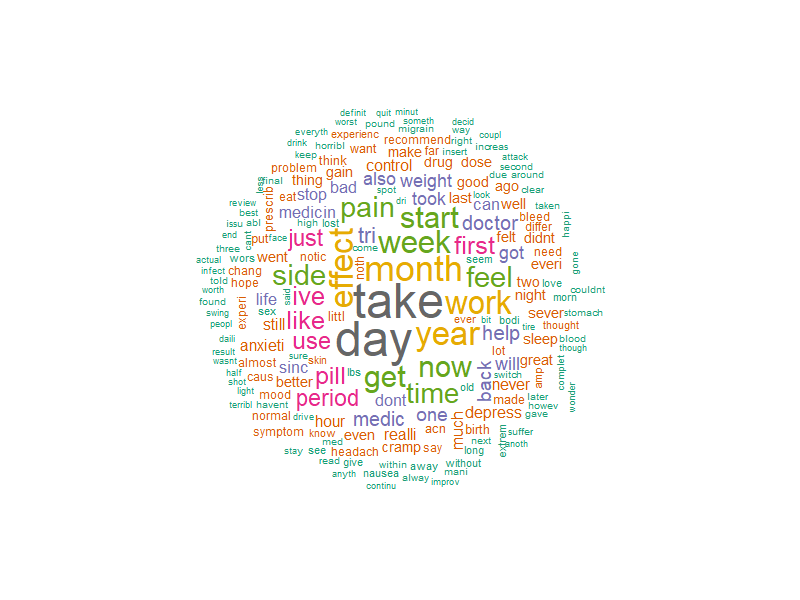 definit quit minut
worst pound someth decid
everyth experienc migrain way coupl
drink horribl want recommend right increas
keep think make far insert attack
problem gain control drug dose second
less final thing bad also weight good due around
prescrib eat stop took last ago look clear
review medicin pain spot dri start can well taken
best high lost doctor bleed happi
issu abl put face tri week first felt differ
three cant just come got didnt
end went notic effect noth seem need gone
actual wors side month feel everi
infect chang ive take work two love couldnt
told hope said night morn
worth life
found experi sex littl ever bit bodi sever stomach
swing still like day year tire thought
peopl anxieti use help sleep blood
daili though
result almost sure now lot great
wasnt sinc skin lbs get back will complet
half caus better pill time old switch never amp wonder
shot mood
light havent period dont made later
terribl normal drive hour medic one depress howev
symptom know even realli acn much birth gave
med cramp say next extrem suffer
stay see headach long anoth
read give within away without
anyth nausea alway mani
continu improv